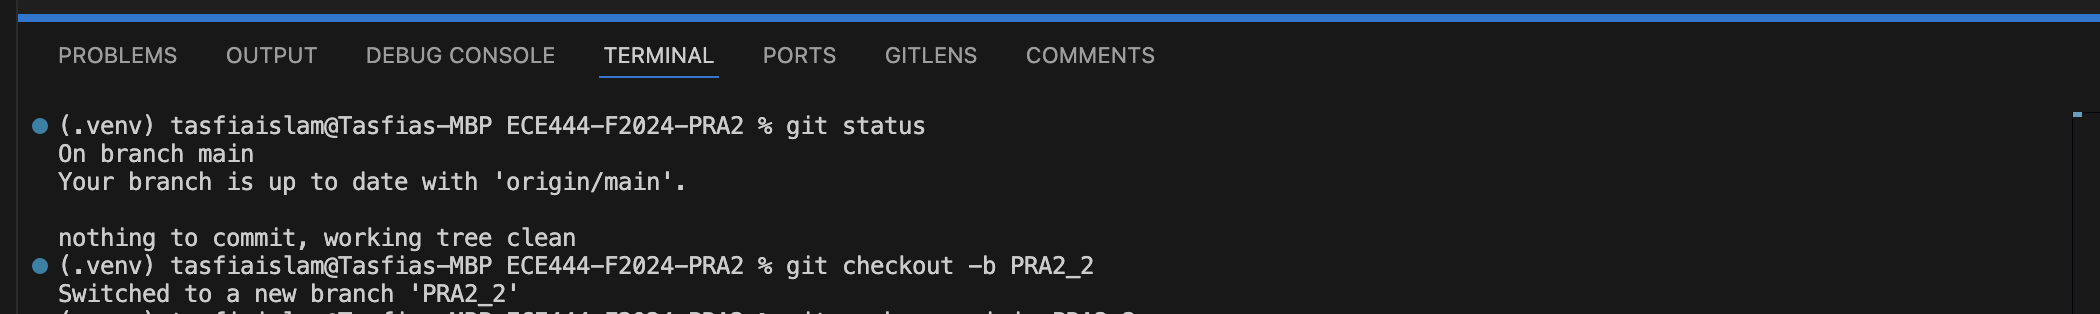 PROBLEMS OUTPUT DEBUG CONSOLE TERMINAL PORTS GITLENS COMMENTS
(.venv) tasfiaislam@Tasfias-MBP ECE444-F2024-PRA2 % git status
On branch main
Your branch is up to date with 'origin/main'.
nothing to commit, working tree clean
(.venv) tasfiaislam@Tasfias-MBP ECE444-F2024-PRA2 % git checkout -b PRA2_2
Switched to a new branch 'PRA2_2'